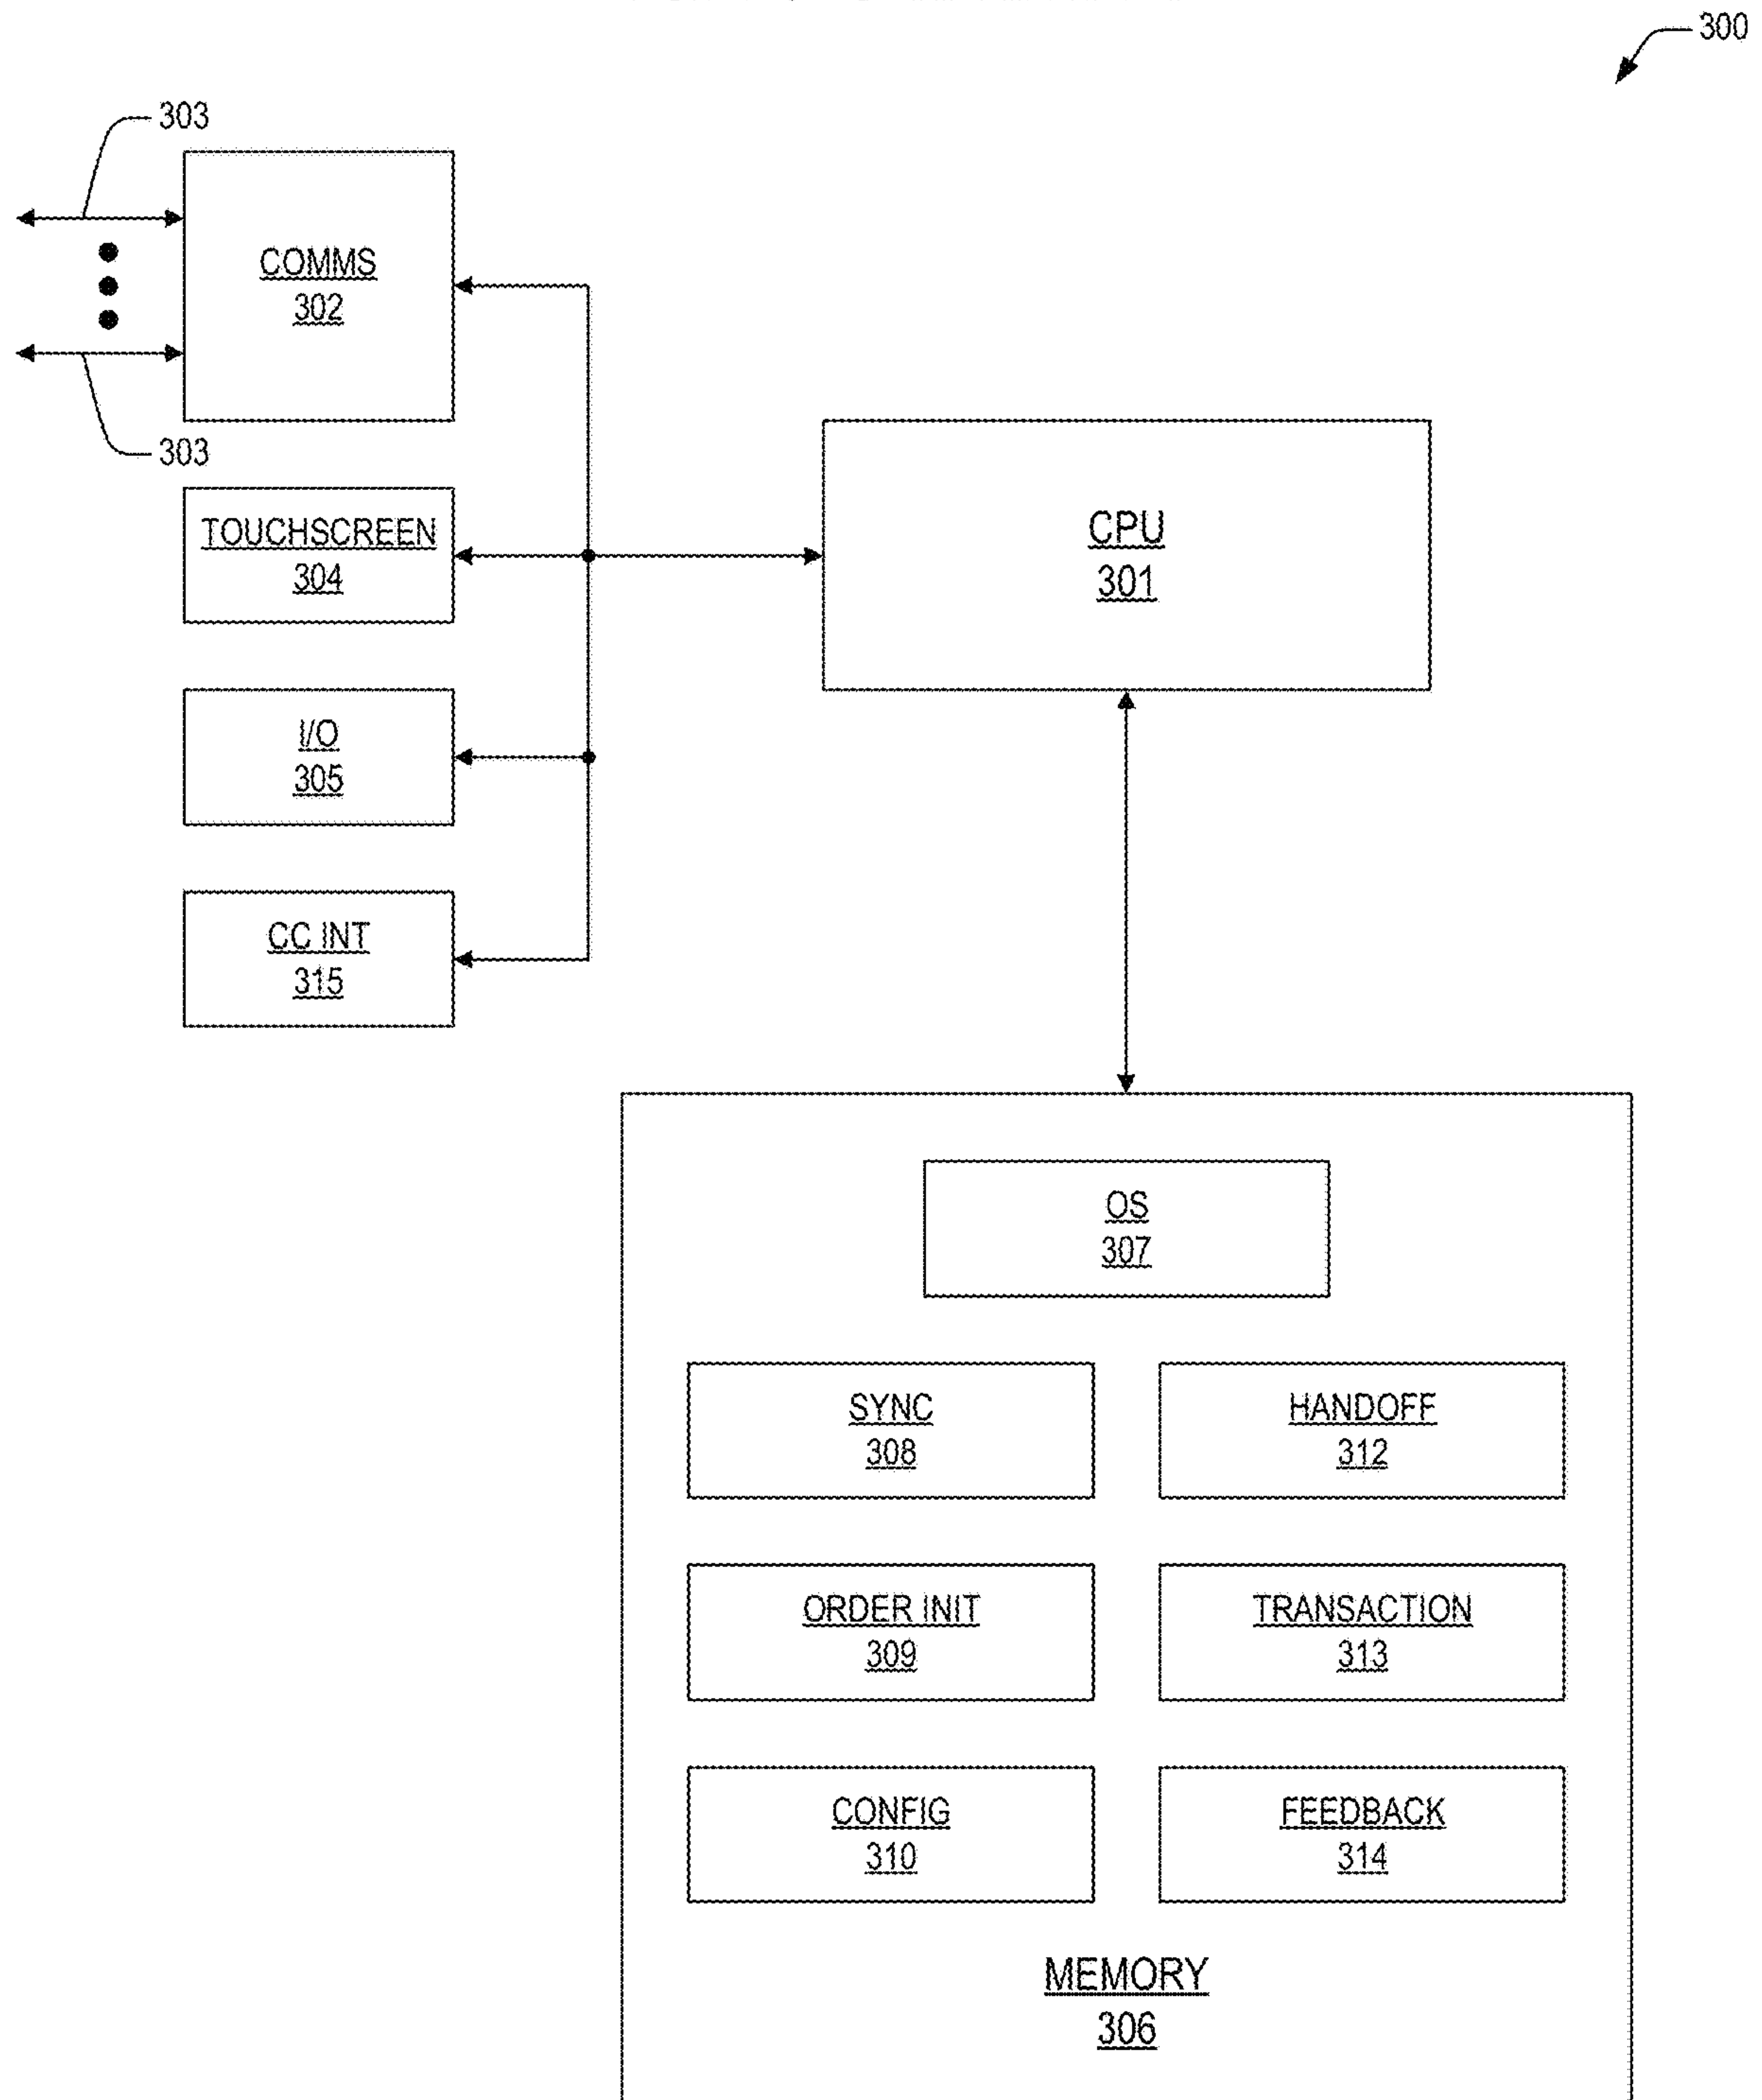 300
303
COMMS
302
303
TOUCHSCREEN
304
CPU
301
I/O
305
CC INT
315
OS
307
SYNC
308
HANDOFF
312
ORDER INIT
309
TRANSACTION
313
CONFIG
310
FEEDBACK
314
MEMORY
306